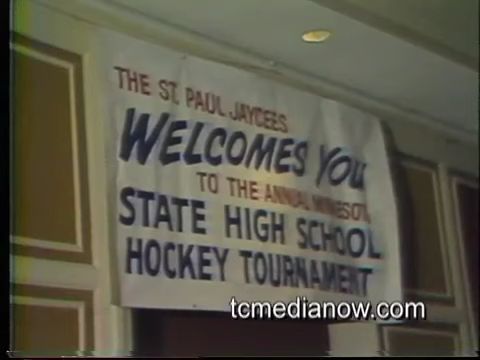 THE ST. PAUL JAYCEES
WELCOMES YOU
TO THE ANNUAL MINNESOTA
STATE HIGH SCHOOL
HOCKEY TOURNAMENT
tcmedianow.com